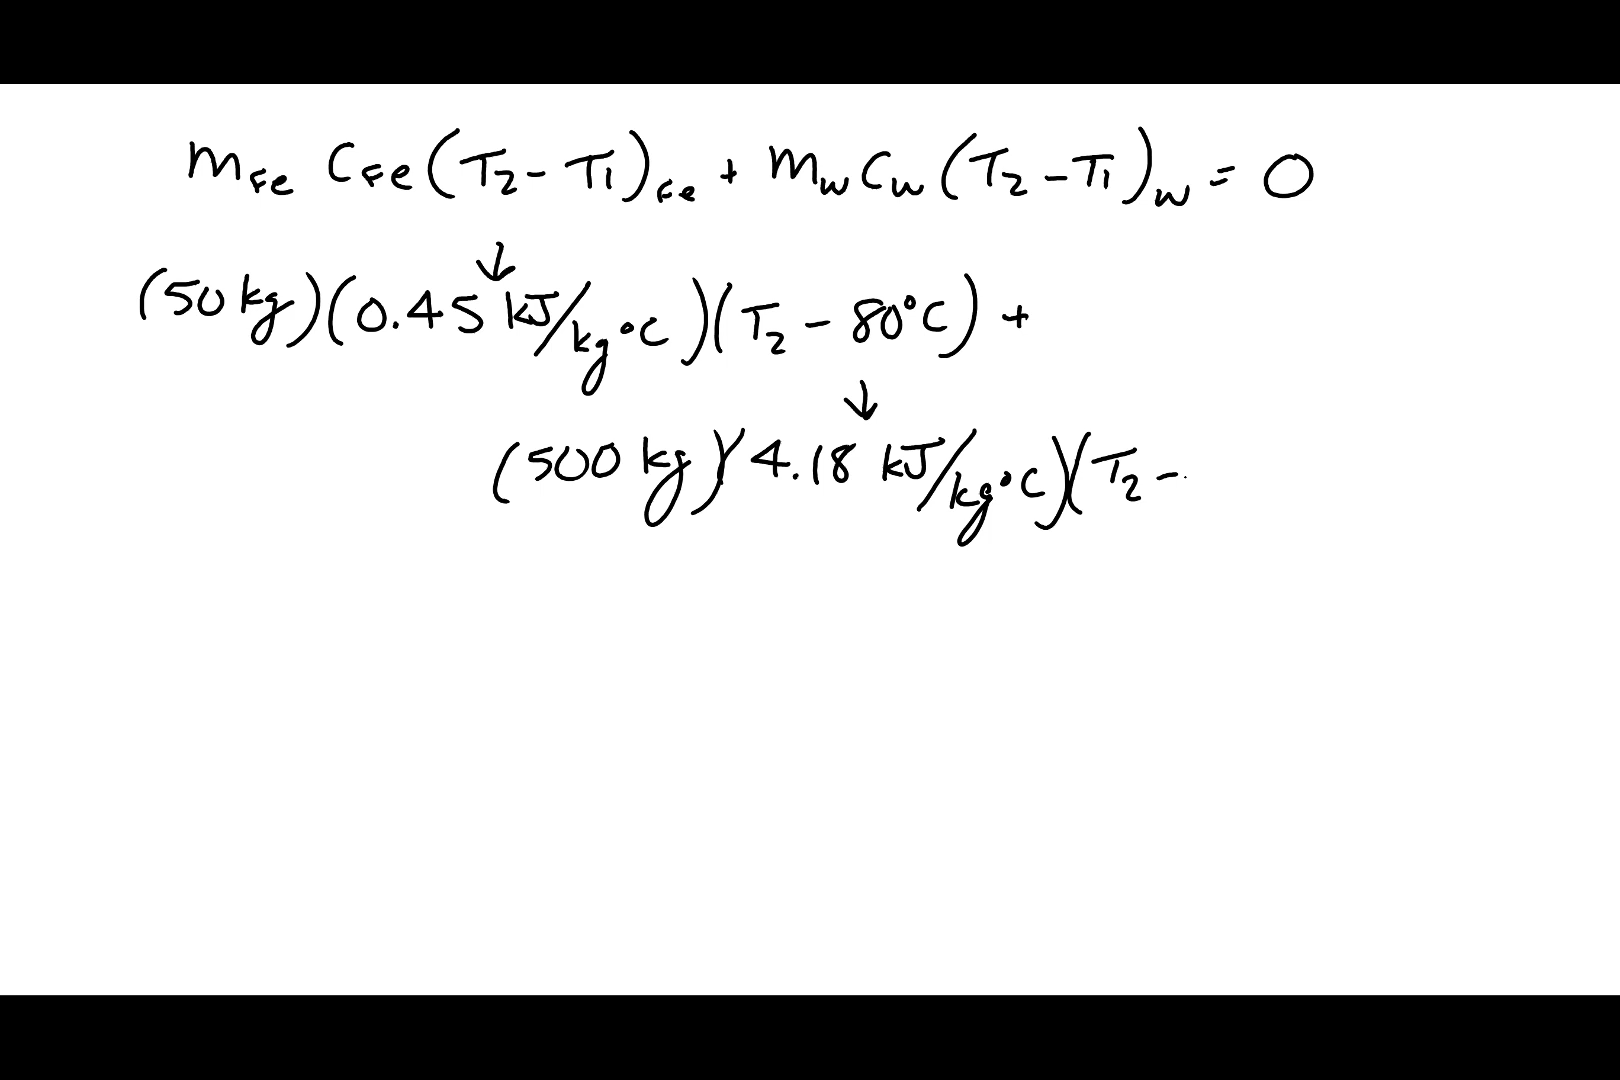 m_Fe C_Fe (T₂ - T₁)_Fe + m_w C_w (T₂ - T₁)_w = 0
↓
(50 kg)(0.45 kJ/kg°C)(T₂ - 80°C) +
↓
(500 kg)(4.18 kJ/kg°C)(T₂ -